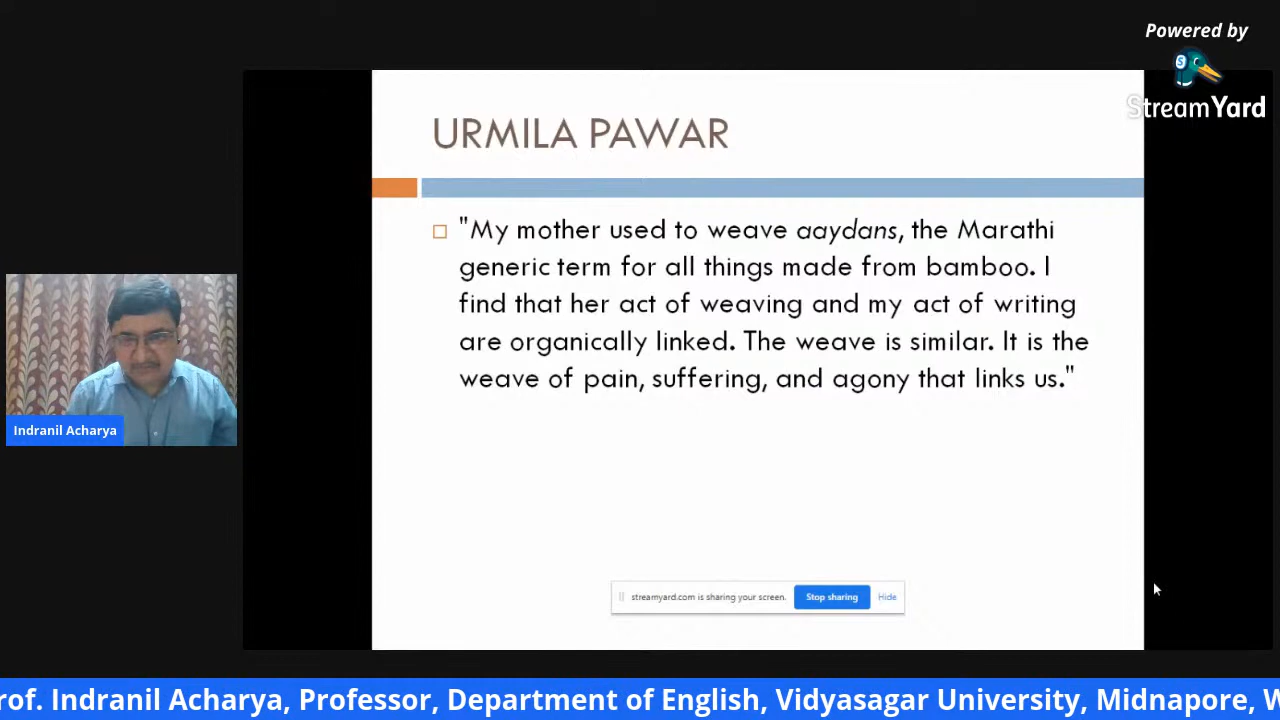 Powered by
StreamYard
URMILA PAWAR
"My mother used to weave aaydans, the Marathi
generic term for all things made from bamboo. I
find that her act of weaving and my act of writing
are organically linked. The weave is similar. It is the
weave of pain, suffering, and agony that links us."
Indranil Acharya
streamyard.com is sharing your screen. Stop sharing Hide
rof. Indranil Acharya, Professor, Department of English, Vidyasagar University, Midnapore, W